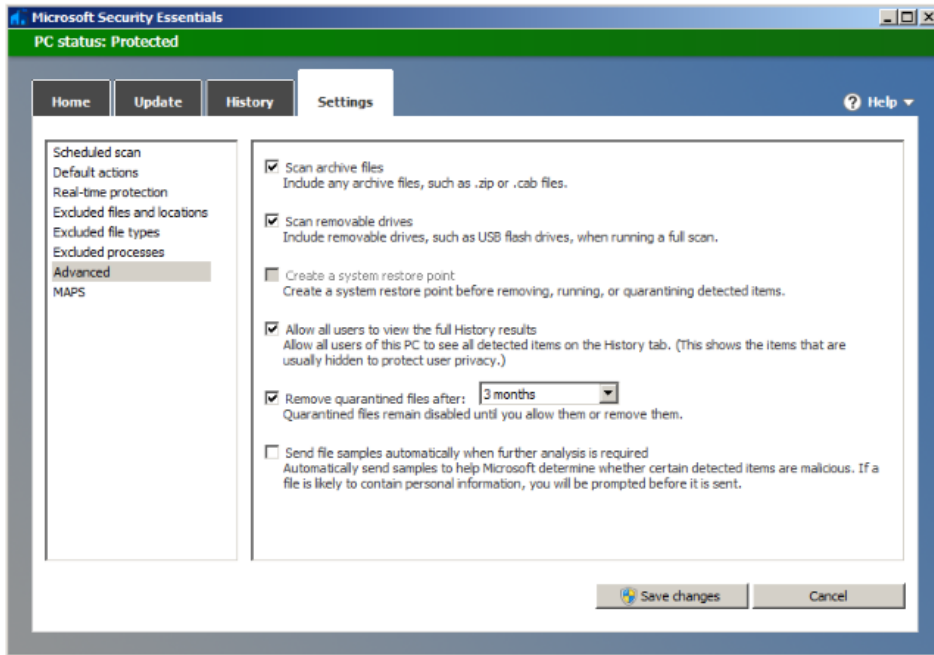 Microsoft Security Essentials
PC status: Protected
Home
Update
History
Settings
Help
Scheduled scan
Default actions
Real-time protection
Excluded files and locations
Excluded file types
Excluded processes
Advanced
MAPS
Scan archive files
Include any archive files, such as .zip or .cab files.
Scan removable drives
Include removable drives, such as USB flash drives, when running a full scan.
Create a system restore point
Create a system restore point before removing, running, or quarantining detected items.
Allow all users to view the full History results
Allow all users of this PC to see all detected items on the History tab. (This shows the items that are
usually hidden to protect user privacy.)
Remove quarantined files after: 3 months
Quarantined files remain disabled until you allow them or remove them.
Send file samples automatically when further analysis is required
Automatically send samples to help Microsoft determine whether certain detected items are malicious. If a
file is likely to contain personal information, you will be prompted before it is sent.
Save changes
Cancel